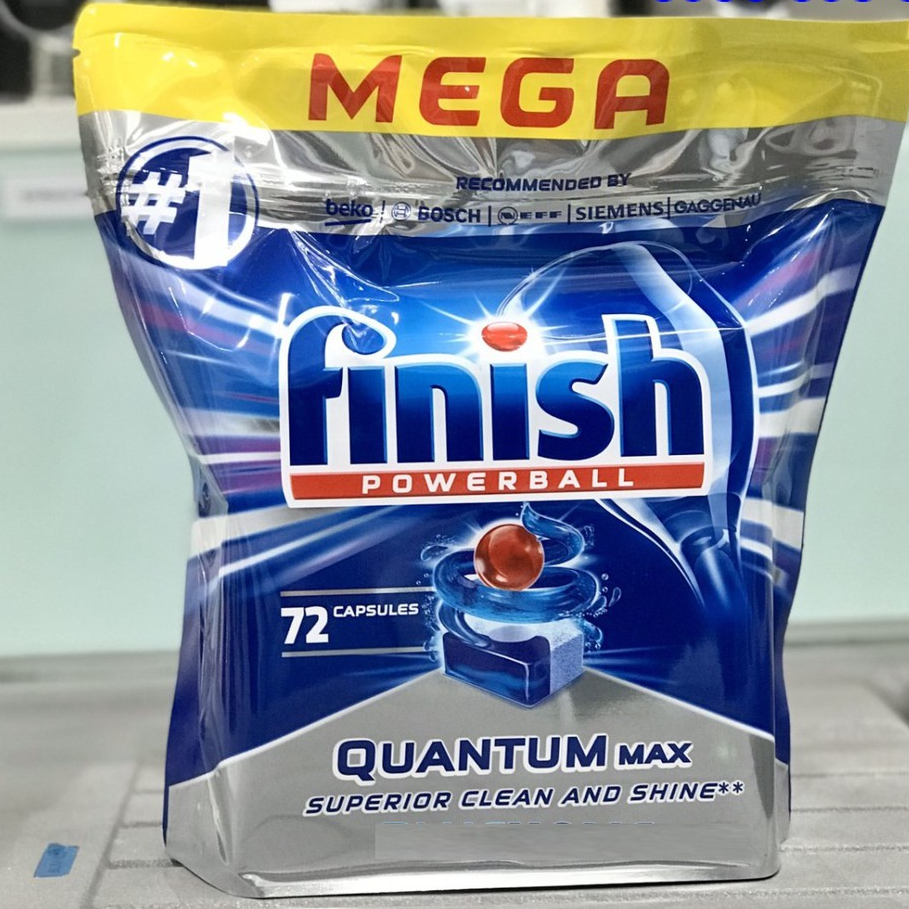 MEGA
#1
RECOMMENDED BY
beko | BOSCH | NEFF | SIEMENS | GAGGENAU
finish
POWERBALL
72 CAPSULES
QUANTUM MAX
SUPERIOR CLEAN AND SHINE**